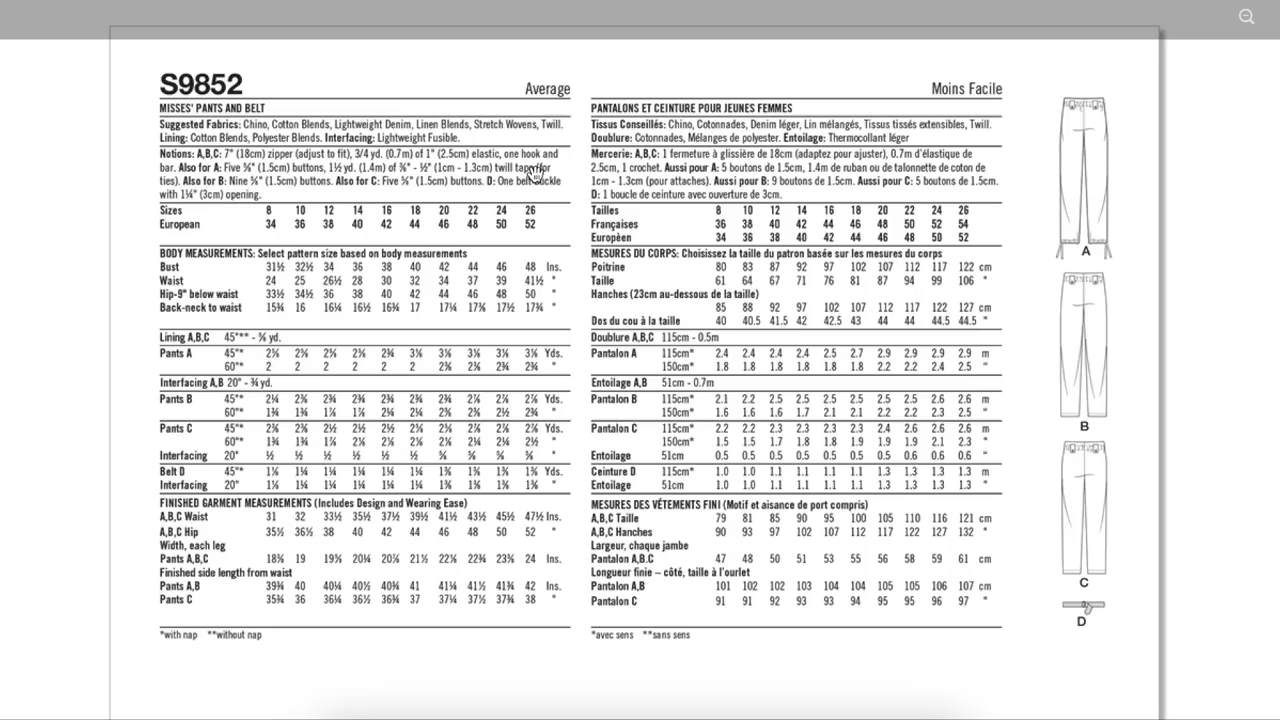 S9852 Average
MISSES' PANTS AND BELT
Suggested Fabrics: Chino, Cotton Blends, Lightweight Denim, Linen Blends, Stretch Wovens, Twill.
Lining: Cotton Blends, Polyester Blends. Interfacing: Lightweight Fusible.
Notions: A,B,C: 7" (18cm) zipper (adjust to fit), 3/4 yd. (0.7m) of 1" (2.5cm) elastic, one hook and
bar. Also for A: Five ⅝" (1.5cm) buttons, 1½ yd. (1.4m) of ⅜" - ½" (1cm - 1.3cm) twill tape (for
ties). Also for B: Nine ⅝" (1.5cm) buttons. Also for C: Five ⅝" (1.5cm) buttons. D: One belt buckle
with 1¼" (3cm) opening.
Sizes 8 10 12 14 16 18 20 22 24 26
European 34 36 38 40 42 44 46 48 50 52
BODY MEASUREMENTS: Select pattern size based on body measurements
Bust 31½ 32½ 34 36 38 40 42 44 46 48 Ins.
Waist 24 25 26½ 28 30 32 34 37 39 41½ "
Hip-9" below waist 33½ 34½ 36 38 40 42 44 46 48 50 "
Back-neck to waist 15¾ 16 16¼ 16½ 16¾ 17 17¼ 17⅜ 17½ 17¾ "
Lining A,B,C 45"** - ⅝ yd.
Pants A 45"* 2⅝ 2⅝ 2⅝ 2⅝ 2¾ 3⅛ 3⅛ 3⅛ Yds.
60"* 2 2 2 2 2 2⅜ 2⅜ 2¾ 2¾ "
Interfacing A,B 20" - ¾ yd.
Pants B 45"* 2¼ 2⅜ 2¾ 2¾ 2¾ 2¾ 2¾ 2⅞ 2⅞ 2⅞ Yds.
60"* 1¾ 1¾ 1⅞ 1⅞ 2¼ 2¼ 2⅜ 2⅜ 2½ 2¾ "
Pants C 45"* 2⅜ 2⅜ 2½ 2½ 2½ 2½ 2⅝ 2⅞ 2⅞ 2⅞ Yds.
60"* 1¾ 1¾ 1⅞ 2⅛ 2¼ 2¼ 2½ "
Interfacing 20" ½ ½ ½ ½ ½ ½ "
Belt D 45"* 1⅛ 1⅛ 1¼ 1¼ 1¼ 1¼ 1⅜ 1⅜ 1⅜ 1⅜ Yds.
Interfacing 20" 1⅛ 1⅛ 1¼ 1¼ 1¼ 1¼ 1⅜ 1⅜ 1⅜ 1⅜ "
FINISHED GARMENT MEASUREMENTS (Includes Design and Wearing Ease)
A,B,C Waist 31 32 33½ 35½ 37½ 39½ 41½ 43½ 45½ 47½ Ins.
A,B,C Hip 35½ 36½ 38 40 42 44 46 48 50 52 "
Width, each leg
Pants A,B,C 18⅝ 19 19⅝ 20¼ 20⅞ 21½ 22⅛ 22¾ 23⅜ 24 Ins.
Finished side length from waist
Pants A,B 39¾ 40 40¼ 40½ 40¾ 41 41¼ 41½ 41¾ 42 Ins.
Pants C 35¾ 36 36¼ 36½ 36¾ 37 37¼ 37½ 37¾ 38 "
*with nap **without nap
Moins Facile
PANTALONS ET CEINTURE POUR JEUNES FEMMES
Tissus Conseillés: Chino, Cotonnades, Denim léger, Lin mélangés, Tissus tissés extensibles, Twill.
Doublure: Cotonnades, Mélanges de polyester. Entoilage: Thermocollant léger
Mercerie: A,B,C: 1 fermeture à glissière de 18cm (adaptez pour ajuster), 0.7m d'élastique de
2.5cm, 1 crochet. Aussi pour A: 5 boutons de 1.5cm, 1.4m de ruban ou de talonnette de coton de
1cm - 1.3cm (pour attaches). Aussi pour B: 9 boutons de 1.5cm. Aussi pour C: 5 boutons de 1.5cm.
D: 1 boucle de ceinture avec ouverture de 3cm.
Tailles 8 10 12 14 16 18 20 22 24 26
Françaises 36 38 40 42 44 46 48 50 52 54
Europèen 34 36 38 40 42 44 46 48 50 52
MESURES DU CORPS: Choisissez la taille du patron basée sur les mesures du corps
Poitrine 80 83 87 92 97 102 107 112 117 122 cm
Taille 61 64 67 71 76 81 87 94 99 106 "
Hanches (23cm au-dessous de la taille)
85 88 92 97 102 107 112 117 122 127 cm
Dos du cou à la taille 40 40.5 41.5 42 42.5 43 44 44 44.5 44.5 "
Doublure A,B,C 115cm - 0.5m
Pantalon A 115cm* 2.4 2.4 2.4 2.4 2.5 2.7 2.9 2.9 2.9 2.9 m
150cm* 1.8 1.8 1.8 1.8 1.8 2.2 2.2 2.4 2.5 "
Entoilage A,B 51cm - 0.7m
Pantalon B 115cm* 2.1 2.2 2.5 2.5 2.5 2.5 2.5 2.5 2.6 2.6 m
150cm* 1.6 1.6 1.6 1.7 2.1 2.1 2.2 2.2 2.3 2.5 "
Pantalon C 115cm* 2.2 2.2 2.3 2.3 2.3 2.3 2.4 2.6 2.6 2.6 m
150cm* 1.5 1.5 1.7 1.8 1.8 1.9 1.9 1.9 2.1 2.3 "
Entoilage 51cm 0.5 0.5 0.5 0.5 0.5 0.5 0.5 0.6 0.6 0.6 "
Ceinture D 115cm* 1.0 1.0 1.1 1.1 1.1 1.1 1.3 1.3 1.3 1.3 m
Entoilage 51cm 1.0 1.0 1.1 1.1 1.1 1.1 1.3 1.3 1.3 1.3 "
MESURES DES VÉTEMENTS FINI (Motif et aisance de port compris)
A,B,C Taille 79 81 85 90 95 100 105 110 116 121 cm
A,B,C Hanches 90 93 97 102 107 112 117 122 127 132 "
Largeur, chaque jambe
Pantalon A,B,C 47 48 50 51 53 55 56 58 59 61 cm
Longueur finie – côté, taille à l'ourlet
Pantalon A,B 101 102 102 103 104 104 105 105 106 107 cm
Pantalon C 91 91 92 93 93 94 95 95 96 97 "
*avec sens **sans sens
A
B
C
D